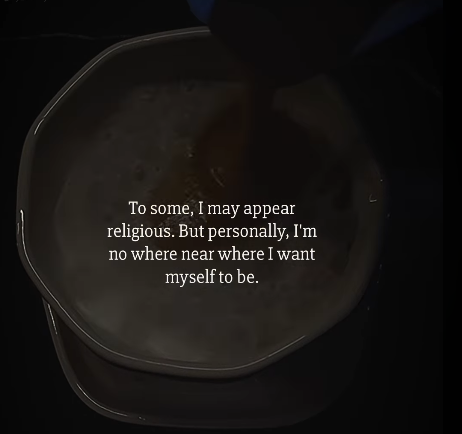 To some, I may appear
religious. But personally, I'm
no where near where I want
myself to be.